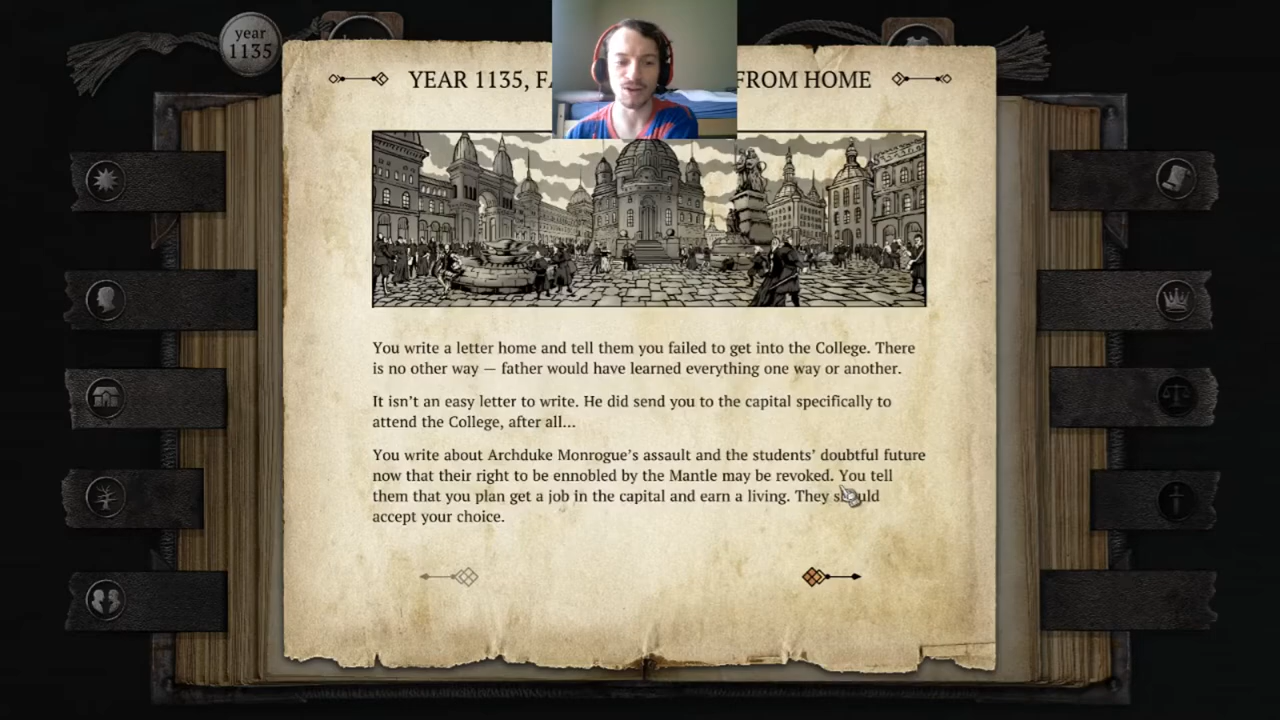 year
1135
YEAR 1135, FROM HOME
You write a letter home and tell them you failed to get into the College. There
is no other way — father would have learned everything one way or another.
It isn't an easy letter to write. He did send you to the capital specifically to
attend the College, after all...
You write about Archduke Monrogue's assault and the students' doubtful future
now that their right to be ennobled by the Mantle may be revoked. You tell
them that you plan get a job in the capital and earn a living. They should
accept your choice.